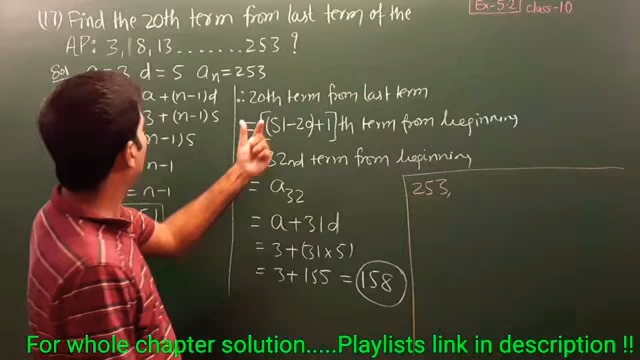 (17) Find the 20th term from last term of the
AP: 3, 18, 13 ....... 253 ?
Ex-5.2 class-10
Sol a = 3 d = 5 an = 253
a + (n-1) d
3 + (n-1) 5
(n-1) 5
n-1
= n-1
51
∴ 20th term from last term
= [(51-20)+1]th term from beginning
32nd term from beginning
= a32
= a + 31d
= 3 + (31 × 5)
= 3 + 155 = 158
253,
For whole chapter solution.....Playlists link in description !!